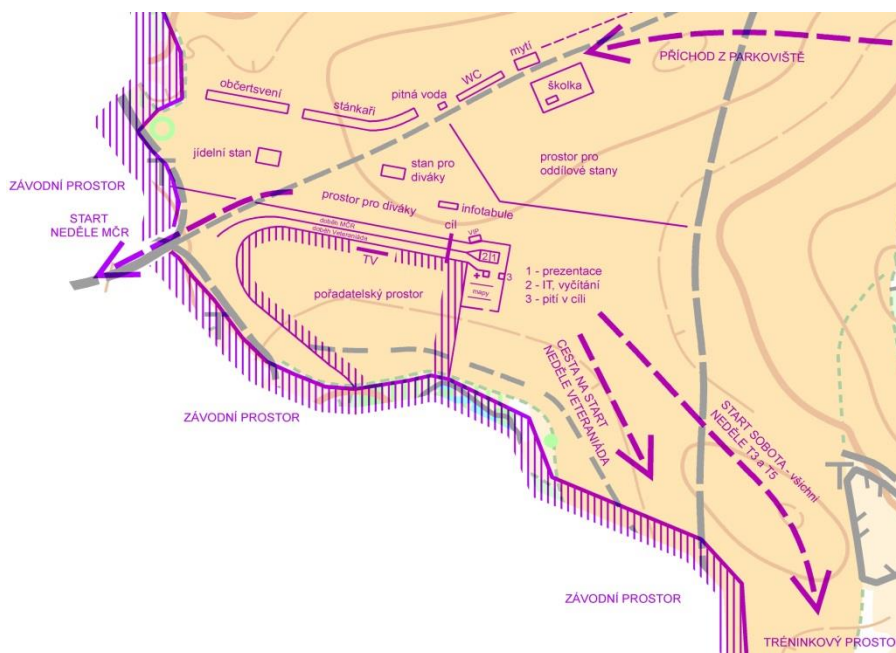 mytí
PŘÍCHOD Z PARKOVIŠTĚ
WC
občertsvení
stánkaři
pitná voda
školka
jídelní stan
stan pro
diváky
prostor pro
oddílové stany
ZÁVODNÍ PROSTOR
START
NEDĚLE MČR
prostor pro diváky
infotabule
doběh MČR
doběh Veteraniáda
cíl
VIP
TV
2 1
3
mapy
1 - prezentace
2 - IT, vyčítání
3 - pití v cíli
pořadatelský prostor
CESTA NA START
NEDĚLE VETERANIÁDA
START SOBOTA - všichni
NEDĚLE T3 a T5
ZÁVODNÍ PROSTOR
ZÁVODNÍ PROSTOR
TRÉNINKOVÝ PROSTO